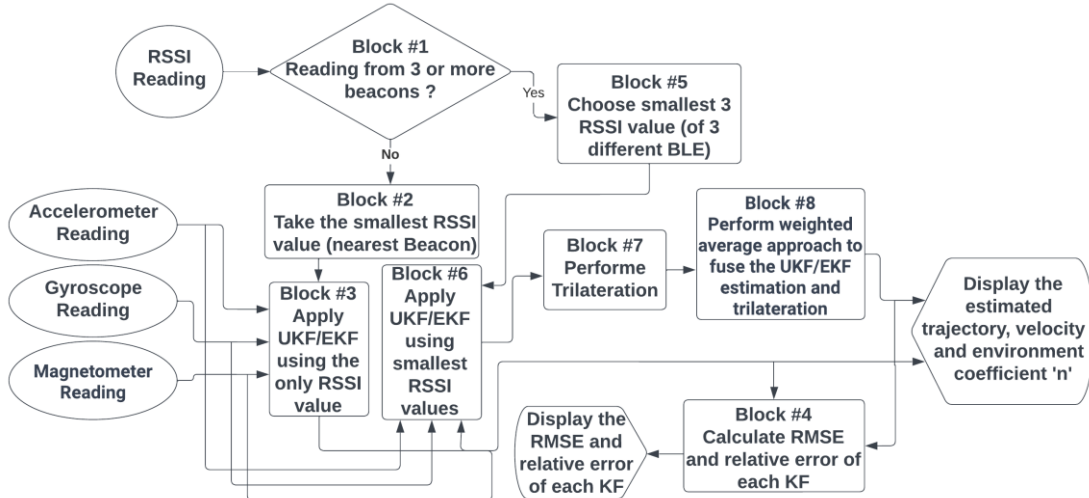 RSSI
Reading
Block #1
Reading from 3 or more
beacons ?
Yes
No
Block #5
Choose smallest 3
RSSI value (of 3
different BLE)
Block #2
Take the smallest RSSI
value (nearest Beacon)
Accelerometer
Reading
Gyroscope
Reading
Magnetometer
Reading
Block #3
Apply
UKF/EKF
using the
only RSSI
value
Block #6
Apply
UKF/EKF
using
smallest
RSSI
values
Block #7
Performe
Trilateration
Block #8
Perform weighted
average approach to
fuse the UKF/EKF
estimation and
trilateration
Display the
estimated
trajectory, velocity
and environment
coefficient 'n'
Block #4
Calculate RMSE
and relative error of
each KF
Display the
RMSE and
relative error
of each KF